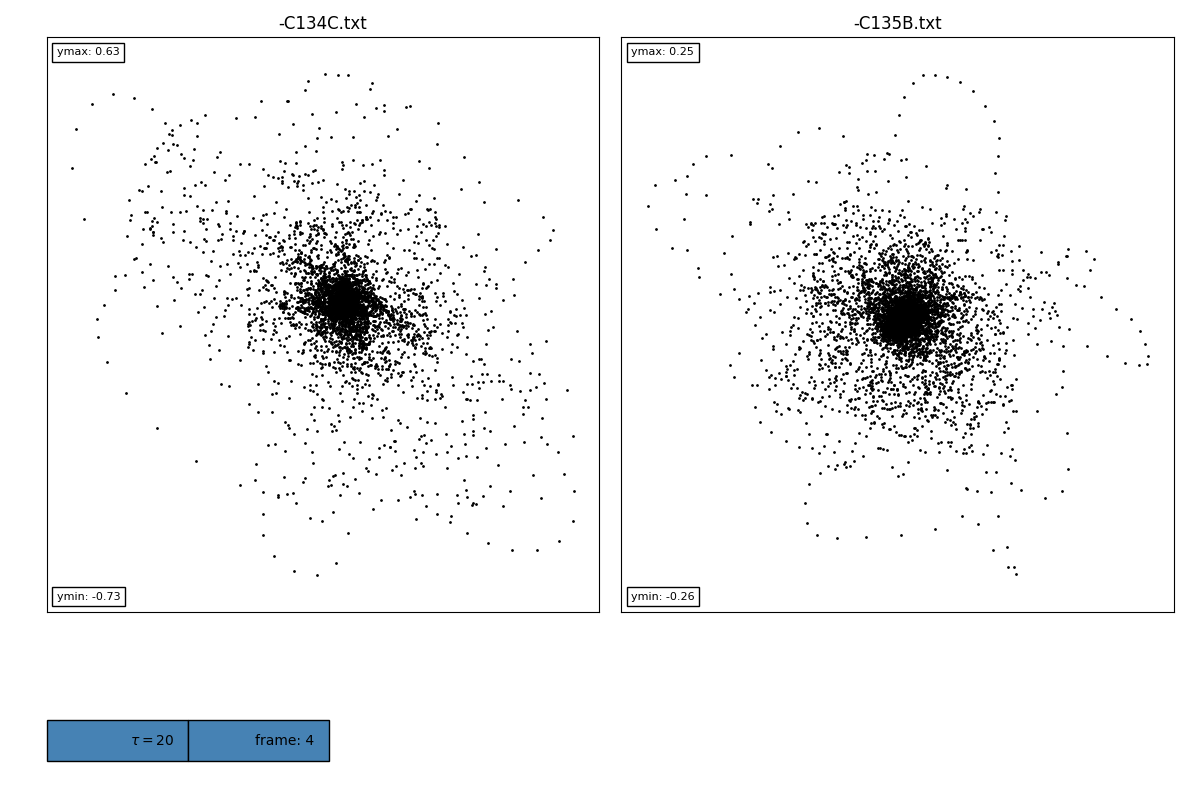 -C134C.txt
-C135B.txt
ymax: 0.63
ymax: 0.25
ymin: -0.73
ymin: -0.26
τ = 20
frame: 4